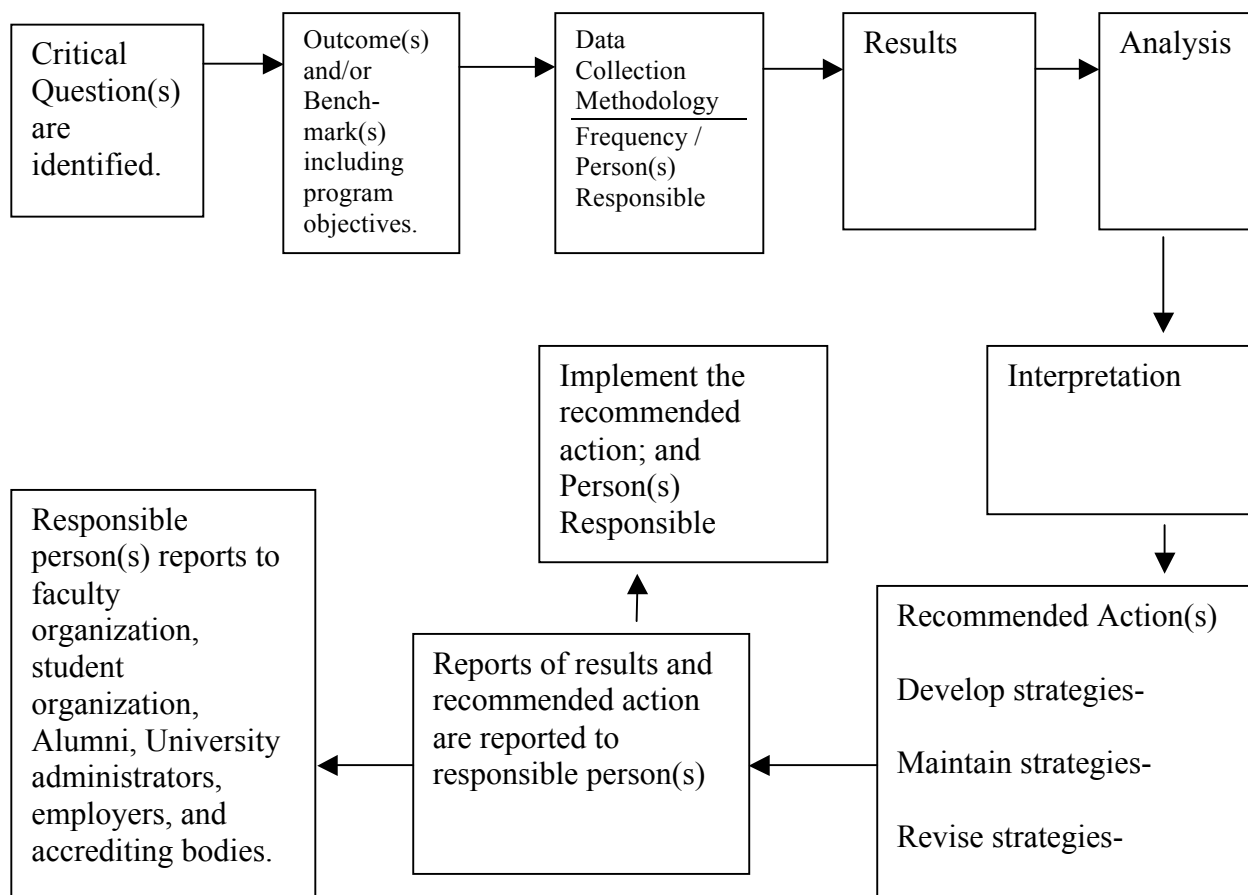 Critical
Question(s)
are
identified.
Outcome(s)
and/or
Bench-
mark(s)
including
program
objectives.
Data
Collection
Methodology
Frequency /
Person(s)
Responsible
Results
Analysis
Interpretation
Recommended Action(s)
Develop strategies-
Maintain strategies-
Revise strategies-
Reports of results and
recommended action
are reported to
responsible person(s)
Implement the
recommended
action; and
Person(s)
Responsible
Responsible
person(s) reports to
faculty
organization,
student
organization,
Alumni, University
administrators,
employers, and
accrediting bodies.